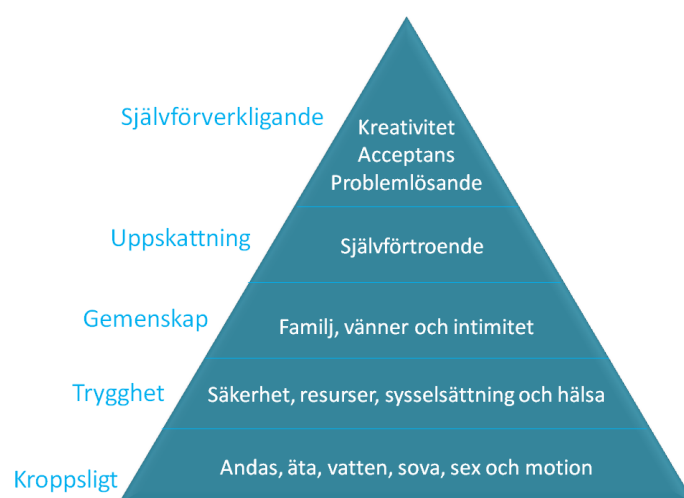 Självförverkligande
Kreativitet
Acceptans
Problemlösande
Uppskattning
Självförtroende
Gemenskap
Familj, vänner och intimitet
Trygghet
Säkerhet, resurser, sysselsättning och hälsa
Kroppsligt
Andas, äta, vatten, sova, sex och motion